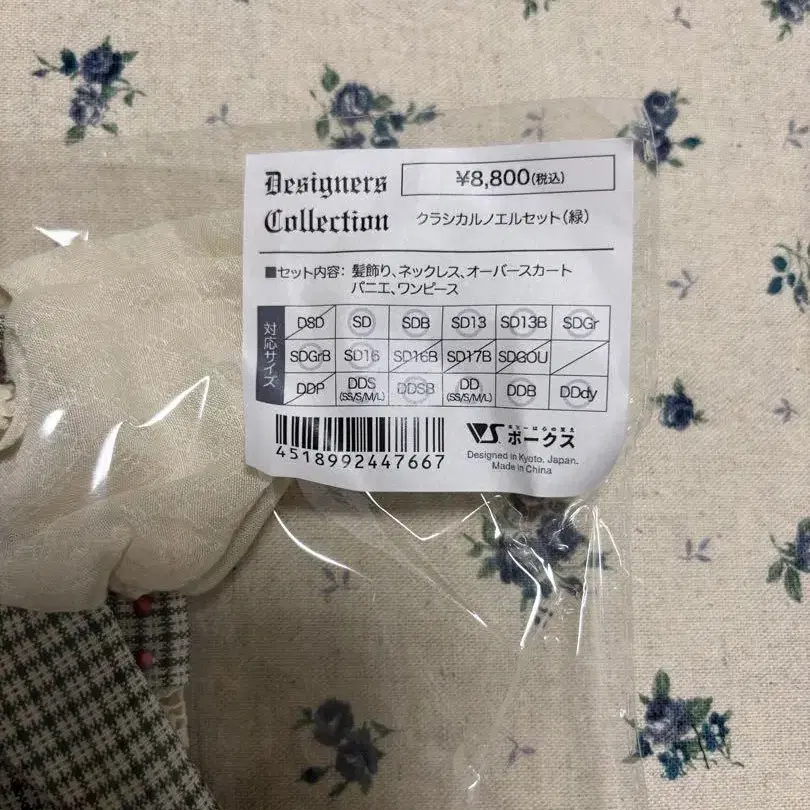 Designers
Collection
¥8,800(税込)
クラシカルノエルセット(緑)
■セット内容: 髪飾り、ネックレス、オーバースカート
パニエ、ワンピース
対応サイズ
DSD SD SDB SD13 SD13B SDGr
SDGrB SD16 SD16B SD17B SDGOU
DDP DDS (SS/S/M/L) DDSB DD (SS/S/M/L) DDB DDdy
4518992447667
VS. ボークス
Designed in Kyoto, Japan.
Made in China